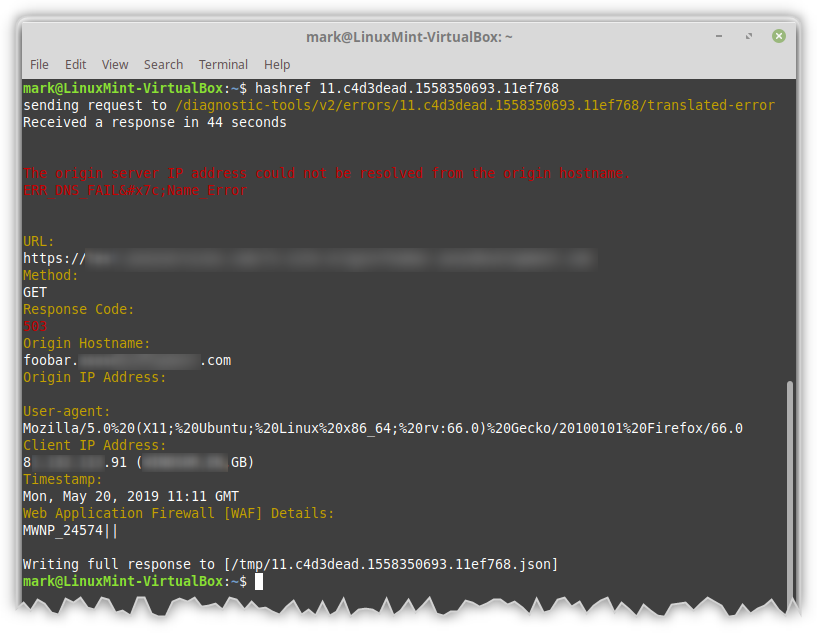 mark@LinuxMint-VirtualBox: ~
File Edit View Search Terminal Help
mark@LinuxMint-VirtualBox:~$ hashref 11.c4d3dead.1558350693.11ef768
sending request to /diagnostic-tools/v2/errors/11.c4d3dead.1558350693.11ef768/translated-error
Received a response in 44 seconds
The origin server IP address could not be resolved from the origin hostname.
ERR_DNS_FAIL&#x7c;Name_Error
URL:
https://
Method:
GET
Response Code:
503
Origin Hostname:
foobar. .com
Origin IP Address:
User-agent:
Mozilla/5.0%20(X11;%20Ubuntu;%20Linux%20x86_64;%20rv:66.0)%20Gecko/20100101%20Firefox/66.0
Client IP Address:
8 .91 ( GB)
Timestamp:
Mon, May 20, 2019 11:11 GMT
Web Application Firewall [WAF] Details:
MWNP_24574||
Writing full response to [/tmp/11.c4d3dead.1558350693.11ef768.json]
mark@LinuxMint-VirtualBox:~$